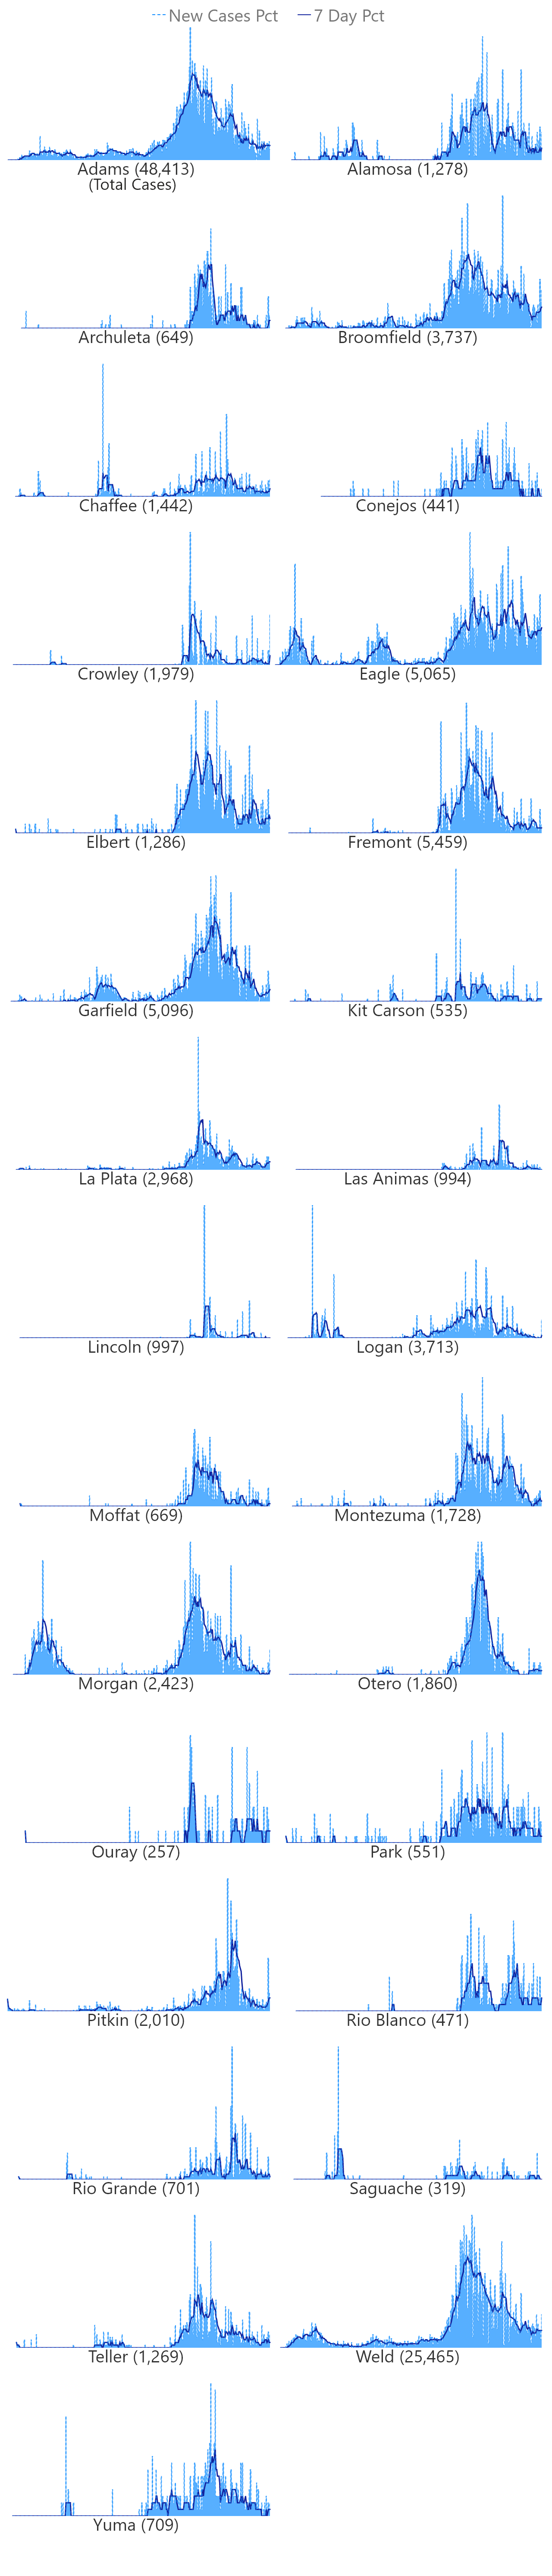 New Cases Pct 7 Day Pct
Adams (48,413)
(Total Cases)
Alamosa (1,278)
Archuleta (649)
Broomfield (3,737)
Chaffee (1,442)
Conejos (441)
Crowley (1,979)
Eagle (5,065)
Elbert (1,286)
Fremont (5,459)
Garfield (5,096)
Kit Carson (535)
La Plata (2,968)
Las Animas (994)
Lincoln (997)
Logan (3,713)
Moffat (669)
Montezuma (1,728)
Morgan (2,423)
Otero (1,860)
Ouray (257)
Park (551)
Pitkin (2,010)
Rio Blanco (471)
Rio Grande (701)
Saguache (319)
Teller (1,269)
Weld (25,465)
Yuma (709)